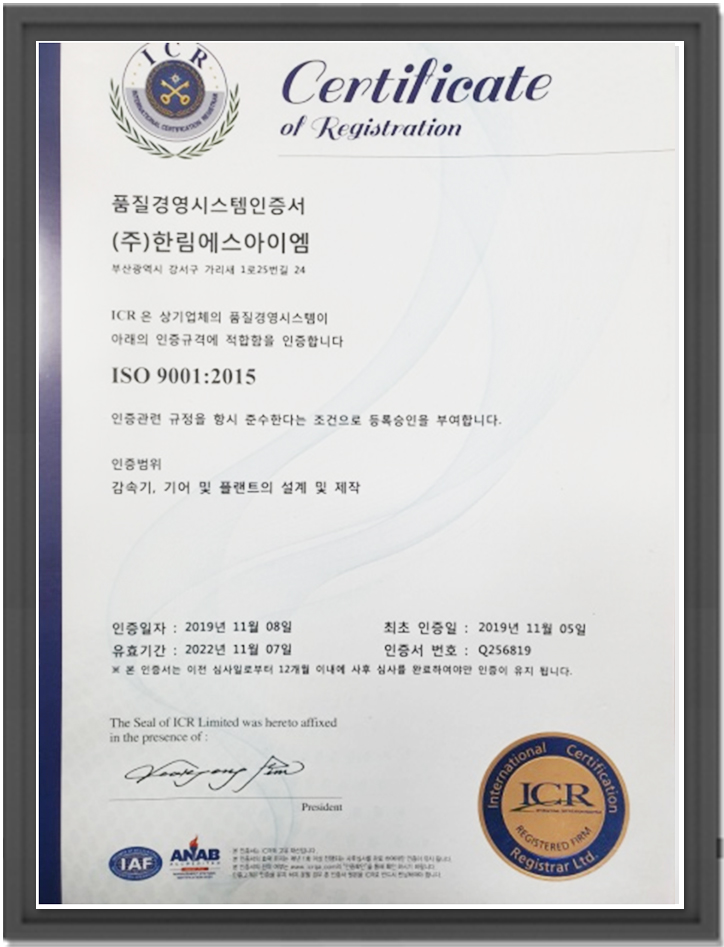 ICR
INTERNATIONAL CERTIFICATION REGISTRAR
Certificate
of Registration
품질경영시스템인증서
(주)한림에스아이엠
부산광역시 강서구 가리새 1로25번길 24
ICR 은 상기업체의 품질경영시스템이
아래의 인증규격에 적합함을 인증합니다
ISO 9001:2015
인증관련 규정을 항시 준수한다는 조건으로 등록승인을 부여합니다.
인증범위
감속기, 기어 및 플랜트의 설계 및 제작
인증일자 : 2019년 11월 08일
최초 인증일 : 2019년 11월 05일
유효기간 : 2022년 11월 07일
인증서 번호 : Q256819
※ 본 인증서는 이전 심사일로부터 12개월 이내에 사후 심사를 완료하여야만 인증이 유지 됩니다.
The Seal of ICR Limited was hereto affixed
in the presence of :
President
International Certification
ICR
REGISTERED FIRM
Registrar Ltd.
IAF
ANAB
ACCREDITED